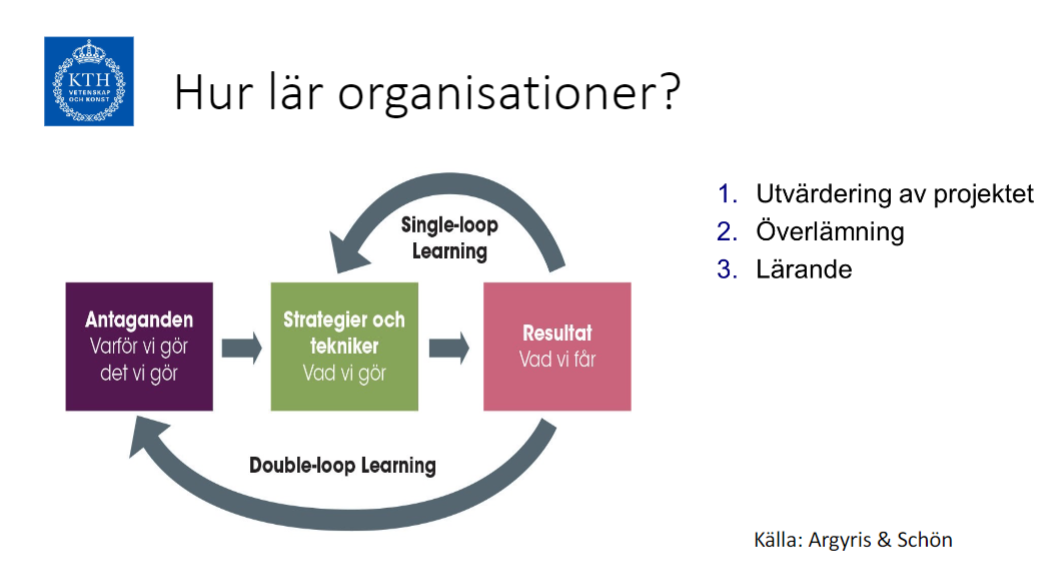 KTH
VETENSKAP
OCH KONST
Hur lär organisationer?
Single-loop
Learning
Antaganden
Varför vi gör
det vi gör
Strategier och
tekniker
Vad vi gör
Resultat
Vad vi får
Double-loop Learning
1. Utvärdering av projektet
2. Överlämning
3. Lärande
Källa: Argyris & Schön